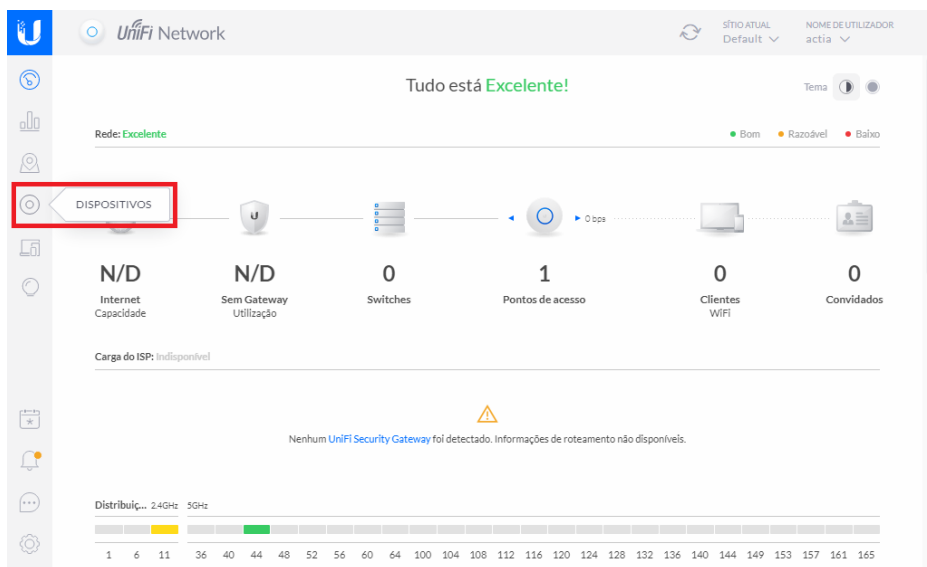 UniFi Network
SÍTIO ATUAL
Default
NOME DE UTILIZADOR
actia
Tudo está Excelente!
Tema
Rede: Excelente
Bom
Razoável
Baixo
DISPOSITIVOS
0 bps
N/D
Internet
Capacidade
N/D
Sem Gateway
Utilização
0
Switches
1
Pontos de acesso
0
Clientes
WiFi
0
Convidados
Carga do ISP: Indisponível
Nenhum UniFi Security Gateway foi detectado. Informações de roteamento não disponíveis.
Distribuiç... 2.4GHz 5GHz
1 6 11 36 40 44 48 52 56 60 64 100 104 108 112 116 120 124 128 132 136 140 144 149 153 157 161 165